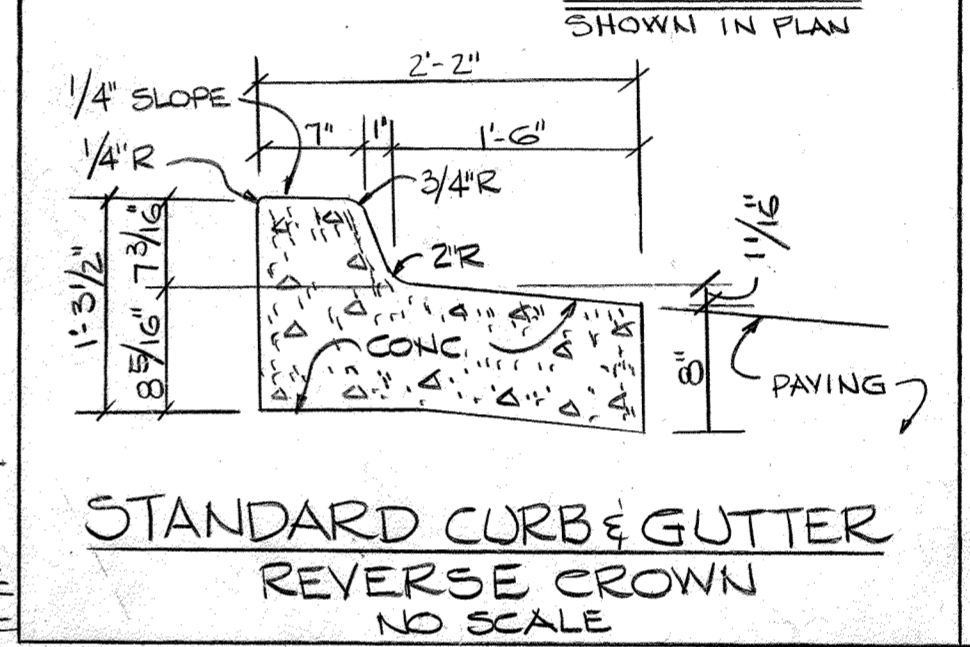 SHOWN IN PLAN
2'-2"
1/4" SLOPE
7"
1"
1'-6"
1/4" R
3/4" R
2" R
1'-3 1/2"
7 3/16"
8 5/16"
1 1/16"
8"
CONC.
PAVING
STANDARD CURB & GUTTER
REVERSE CROWN
NO SCALE